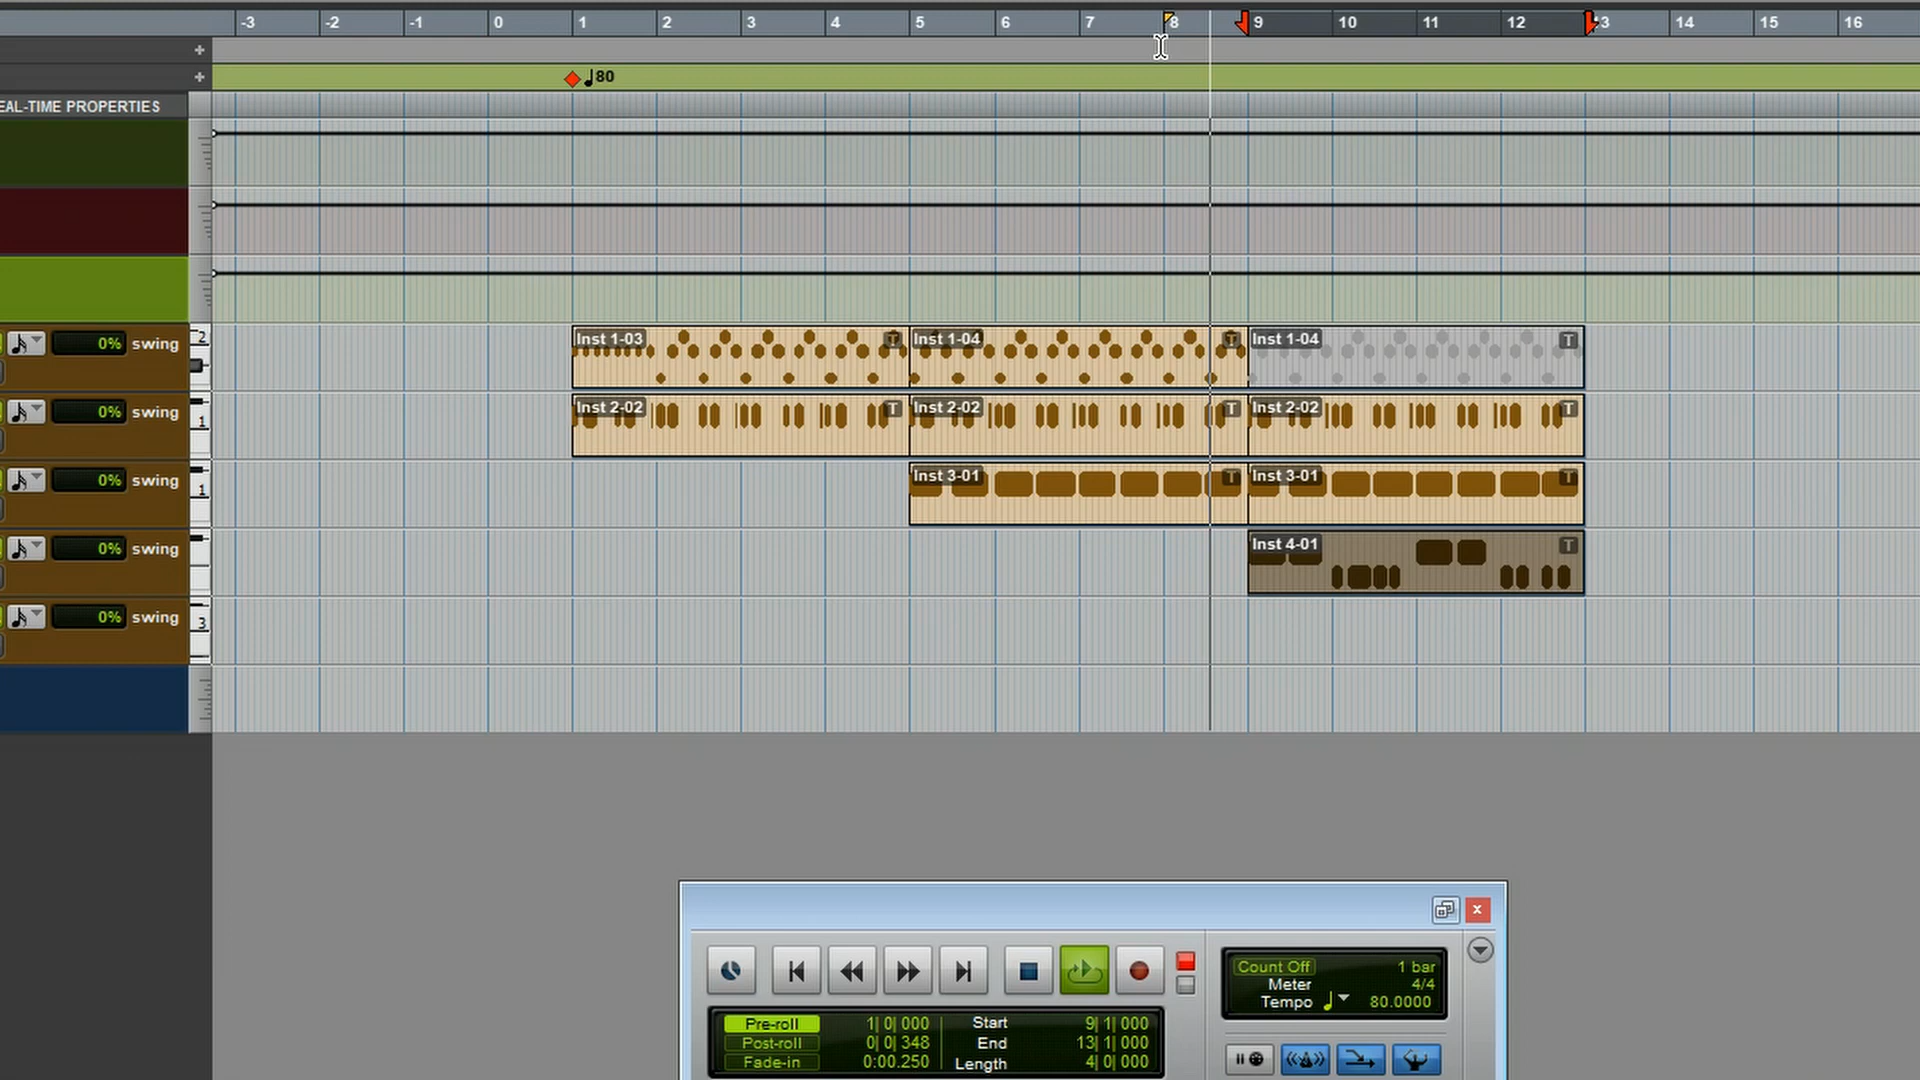 -3 -2 -1 0 1 2 3 4 5 6 7 8 9 10 11 12 3 14 15 16
+
+ 80
EAL-TIME PROPERTIES
0% swing 2 Inst 1-03 T Inst 1-04 T Inst 1-04 T
0% swing 1 Inst 2-02 T Inst 2-02 T Inst 2-02 T
0% swing 1 Inst 3-01 T Inst 3-01 T
0% swing Inst 4-01 T
0% swing 3
Count Off 1 bar
Meter 4/4
Tempo 80.0000
Pre-roll 1| 0| 000 Start 9| 1| 000
Post-roll 0| 0| 348 End 13| 1| 000
Fade-in 0:00.250 Length 4| 0| 000